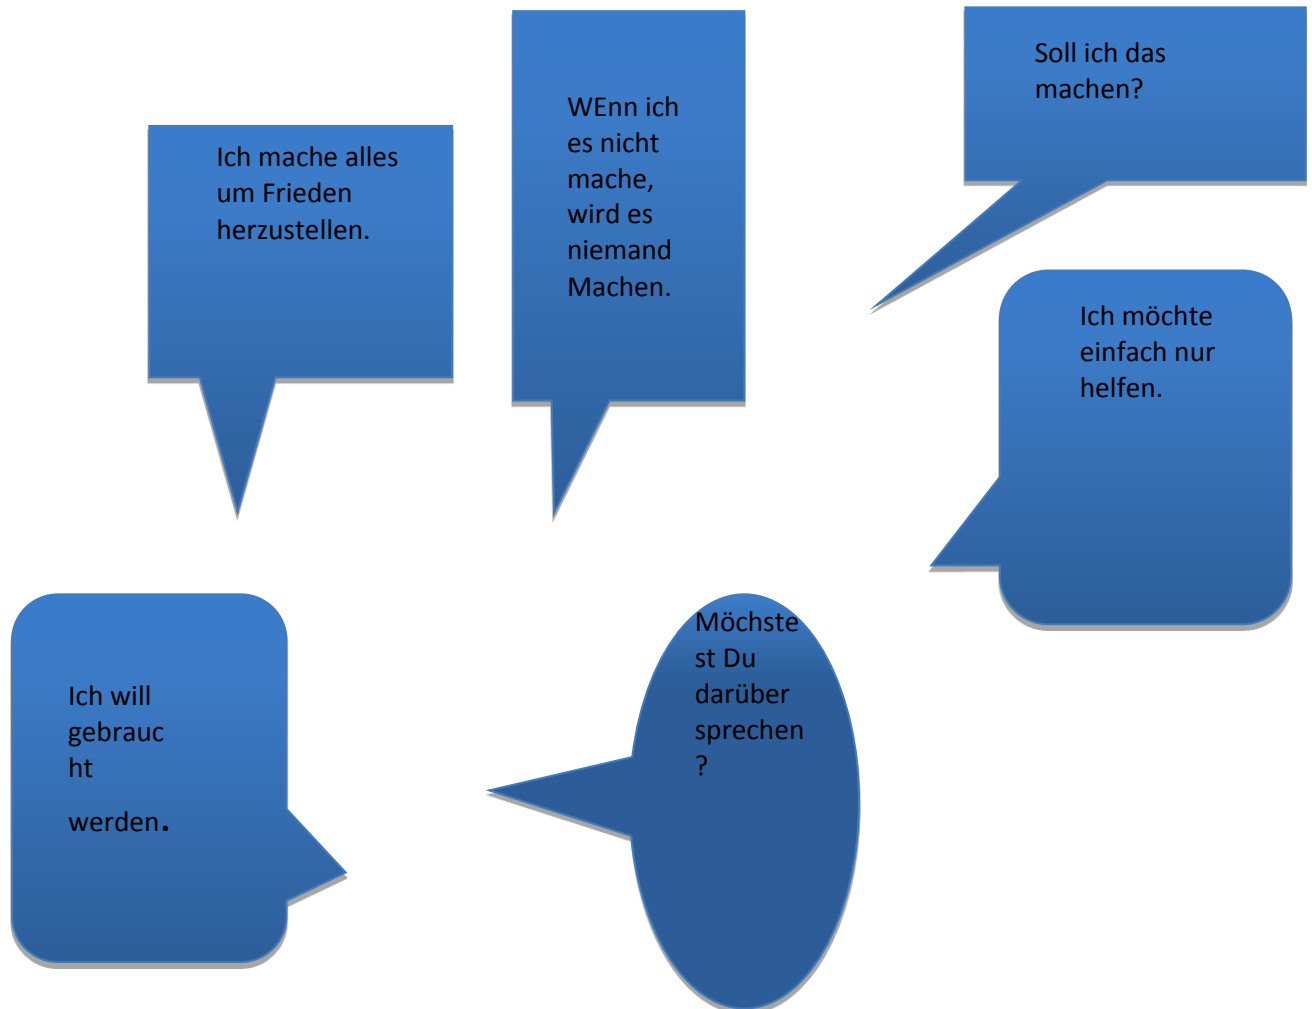 Ich mache alles
um Frieden
herzustellen.
WEnn ich
es nicht
mache,
wird es
niemand
Machen.
Soll ich das
machen?
Ich möchte
einfach nur
helfen.
Ich will
gebrauc
ht
werden.
Möchste
st Du
darüber
sprechen
?